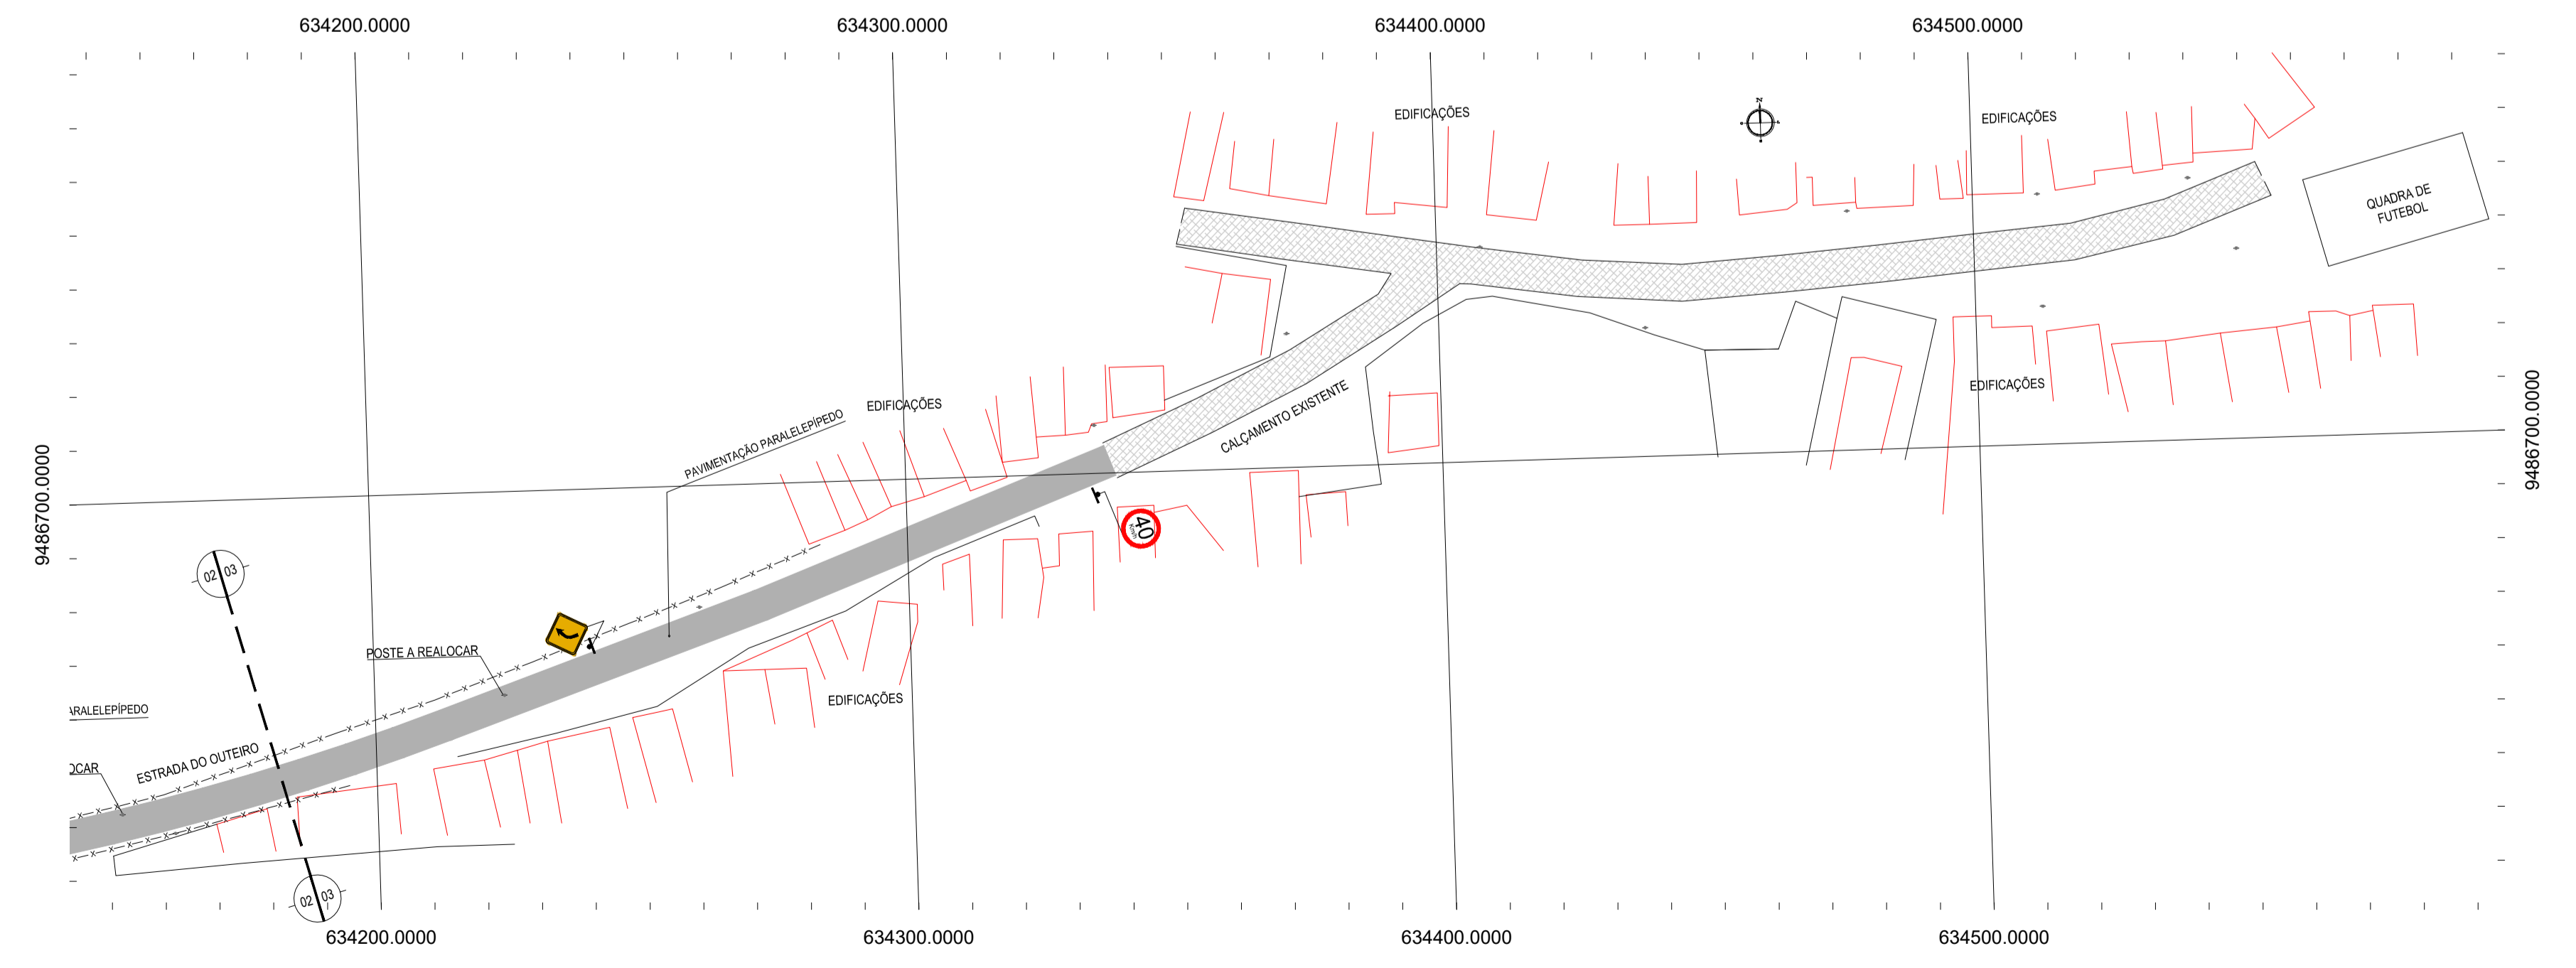 634200.0000
634300.0000
634400.0000
634500.0000
N
EDIFICAÇÕES
EDIFICAÇÕES
QUADRA DE
FUTEBOL
EDIFICAÇÕES
EDIFICAÇÕES
CALÇAMENTO EXISTENTE
PAVIMENTAÇÃO PARALELEPÍPEDO
9486700.0000
9486700.0000
40
Km/h
02 03
POSTE A REALOCAR
EDIFICAÇÕES
ARALELEPÍPEDO
ESTRADA DO OUTEIRO
OCAR
02 03
634200.0000
634300.0000
634400.0000
634500.0000